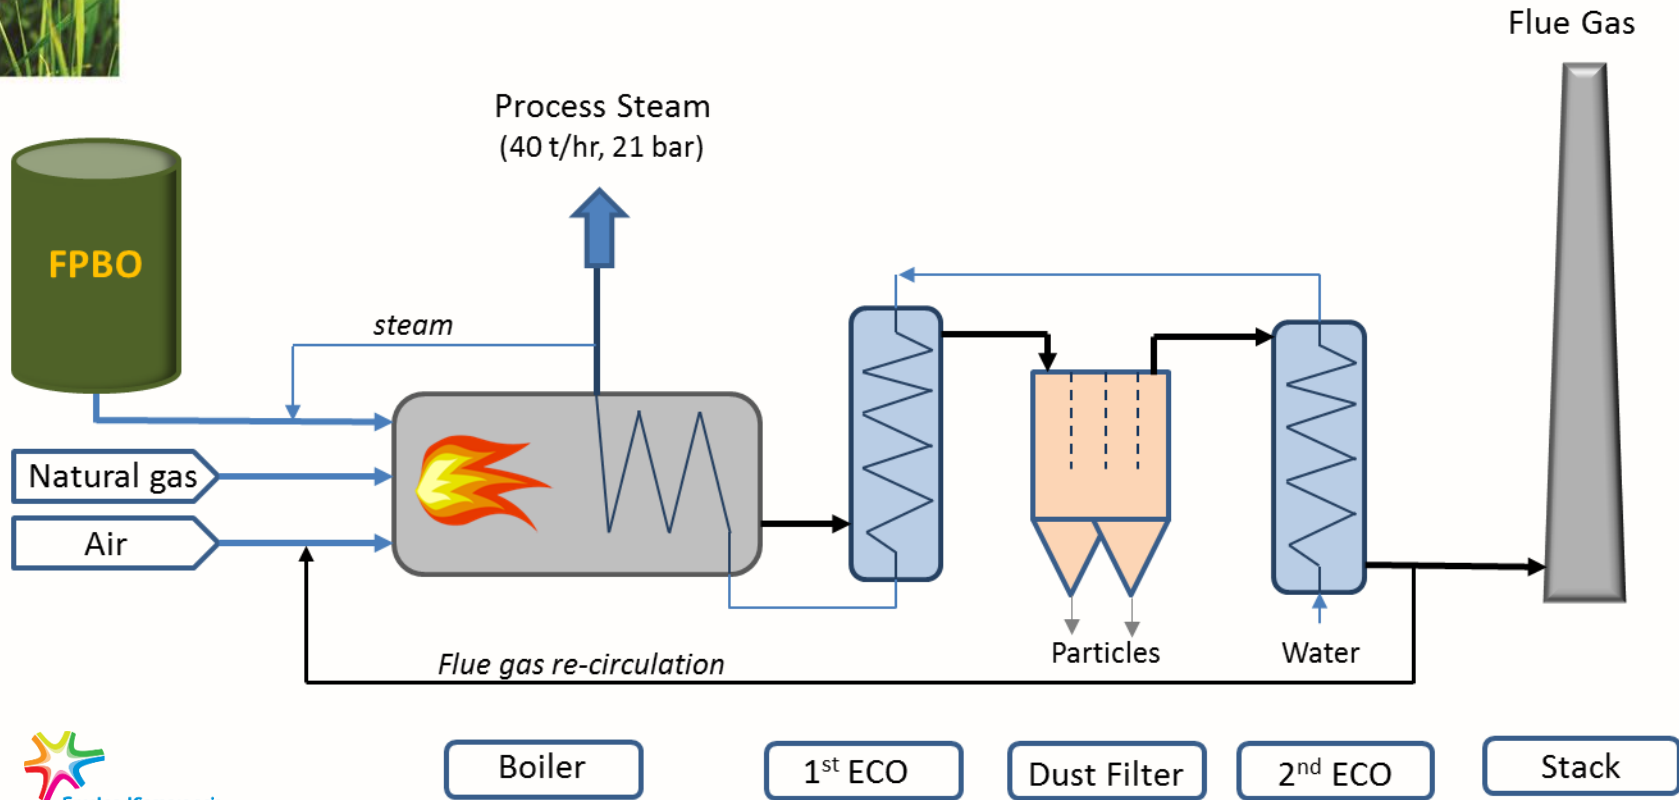 Flue Gas
Process Steam
(40 t/hr, 21 bar)
FPBO
steam
Natural gas
Air
Flue gas re-circulation
Particles
Water
Boiler
1st ECO
Dust Filter
2nd ECO
Stack